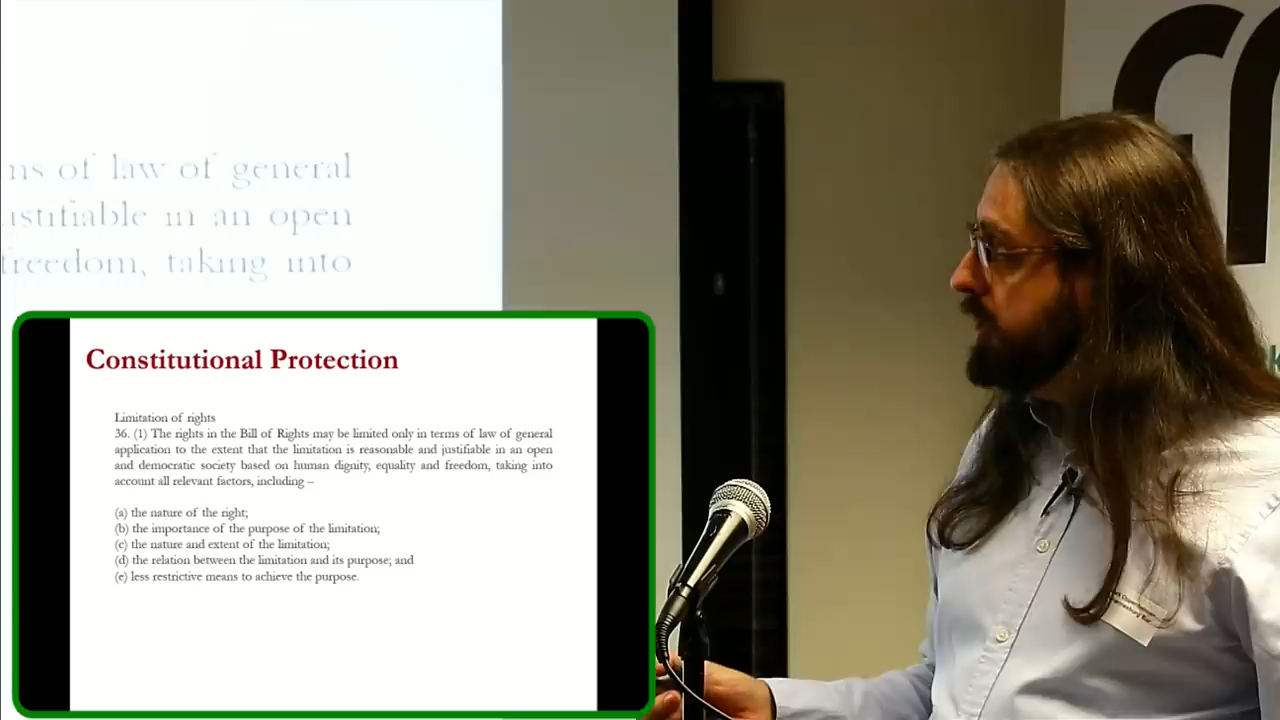 of law of general
in an open
freedom, taking into
Constitutional Protection
Limitation of rights
36. (1) The rights in the Bill of Rights may be limited only in terms of law of general
application to the extent that the limitation is reasonable and justifiable in an open
and democratic society based on human dignity, equality and freedom, taking into
account all relevant factors, including –
(a) the nature of the right;
(b) the importance of the purpose of the limitation;
(c) the nature and extent of the limitation;
(d) the relation between the limitation and its purpose; and
(e) less restrictive means to achieve the purpose.